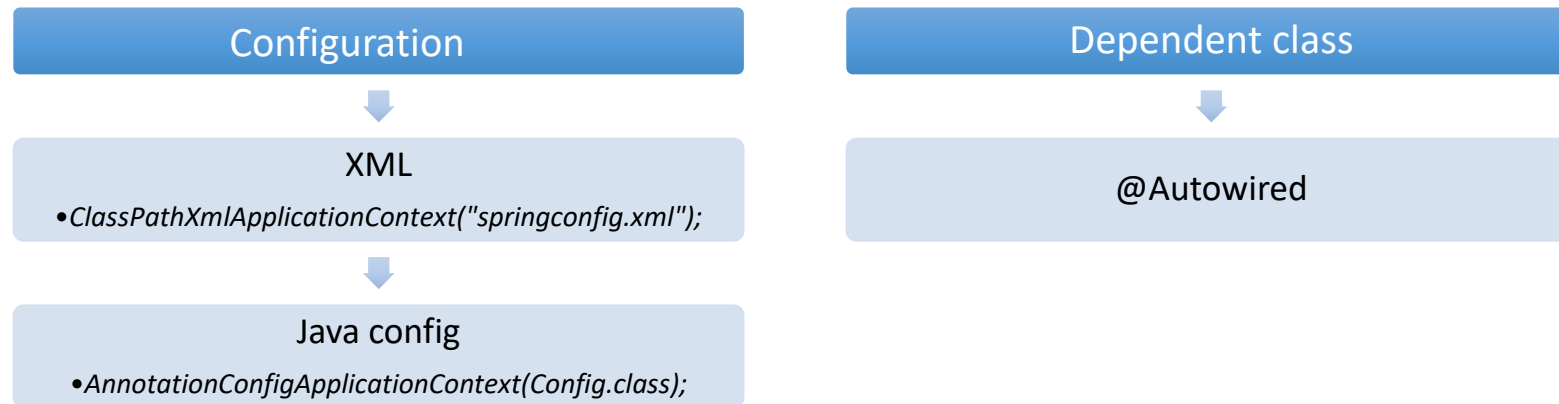 Configuration
XML
•ClassPathXmlApplicationContext("springconfig.xml");
Java config
•AnnotationConfigApplicationContext(Config.class);
Dependent class
@Autowired